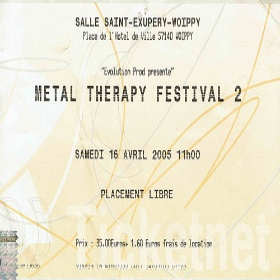 SALLE SAINT-EXUPERY-WOIPPY
Place de l'Hotel de Ville 57140 WOIPPY
"Evolution Prod presente"
METAL THERAPY FESTIVAL 2
SAMEDI 16 AVRIL 2005 11h00
PLACEMENT LIBRE
Prix : 35.00Euros+ 1.60 Euros frais de location